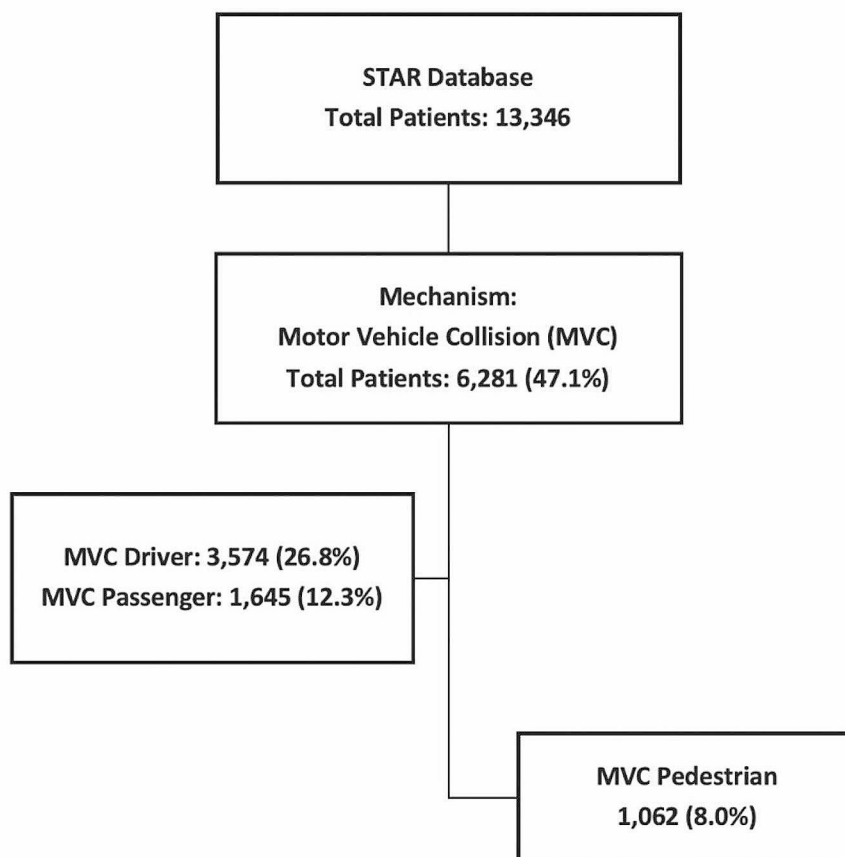 STAR Database
Total Patients: 13,346
Mechanism:
Motor Vehicle Collision (MVC)
Total Patients: 6,281 (47.1%)
MVC Driver: 3,574 (26.8%)
MVC Passenger: 1,645 (12.3%)
MVC Pedestrian
1,062 (8.0%)